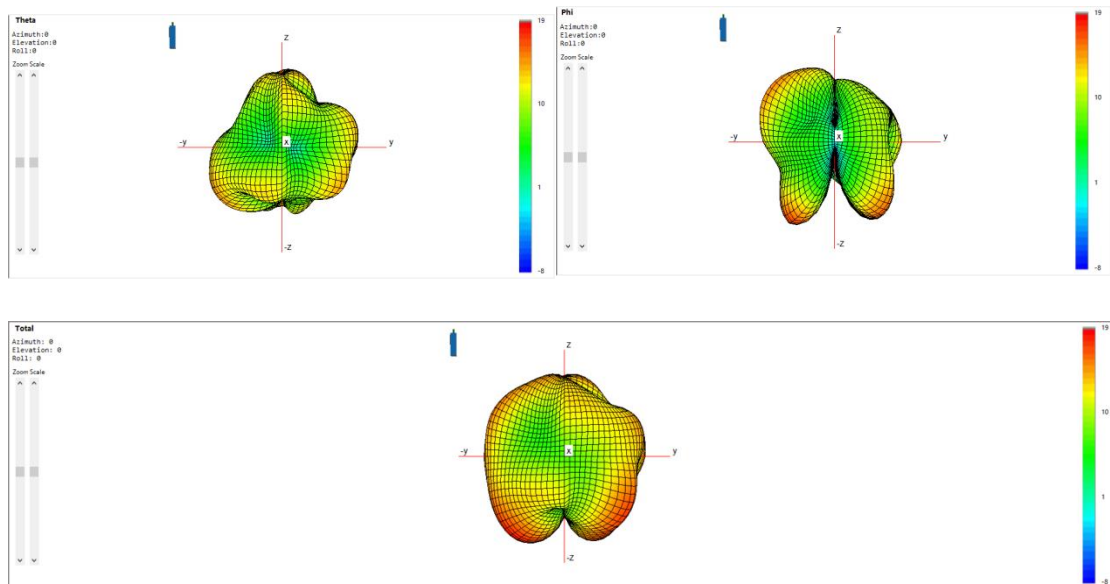 Theta
Azimuth:0
Elevation:0
Roll:0
Zoom Scale
Z
-y
x
y
-Z
19
10
1
-8
Phi
Azimuth:0
Elevation:0
Roll:0
Zoom Scale
Z
-y
x
y
-Z
19
10
1
-8
Total
Azimuth: 0
Elevation: 0
Roll: 0
Zoom Scale
Z
-y
x
y
-Z
19
10
1
-8